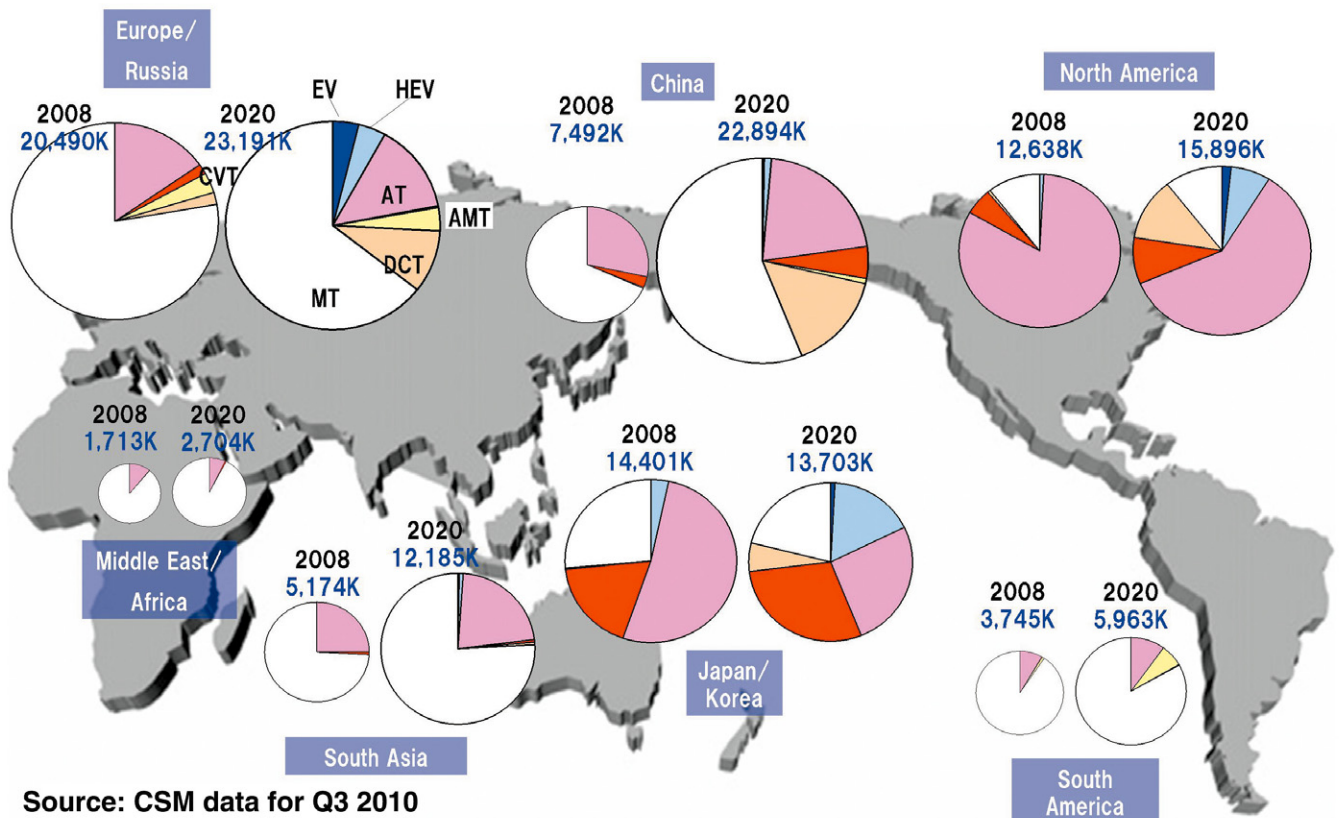 Europe/
Russia
2008
20,490K
CVT
2020
23,191K
EV
HEV
AT
AMT
DCT
MT
China
2008
7,492K
2020
22,894K
North America
2008
12,638K
2020
15,896K
2008
1,713K
2020
2,704K
Middle East/
Africa
2008
5,174K
2020
12,185K
South Asia
2008
14,401K
2020
13,703K
Japan/
Korea
2008
3,745K
2020
5,963K
South
America
Source: CSM data for Q3 2010